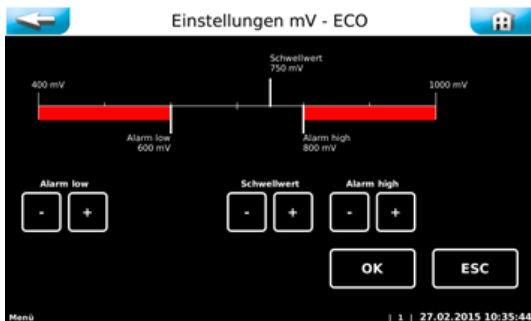 Einstellungen mV - ECO
Schwellwert
750 mV
400 mV
1000 mV
Alarm low
600 mV
Alarm high
800 mV
Alarm low
Schwellwert
Alarm high
- +
- +
- +
OK
ESC
Menü
| 1 | 27.02.2015 10:35:44